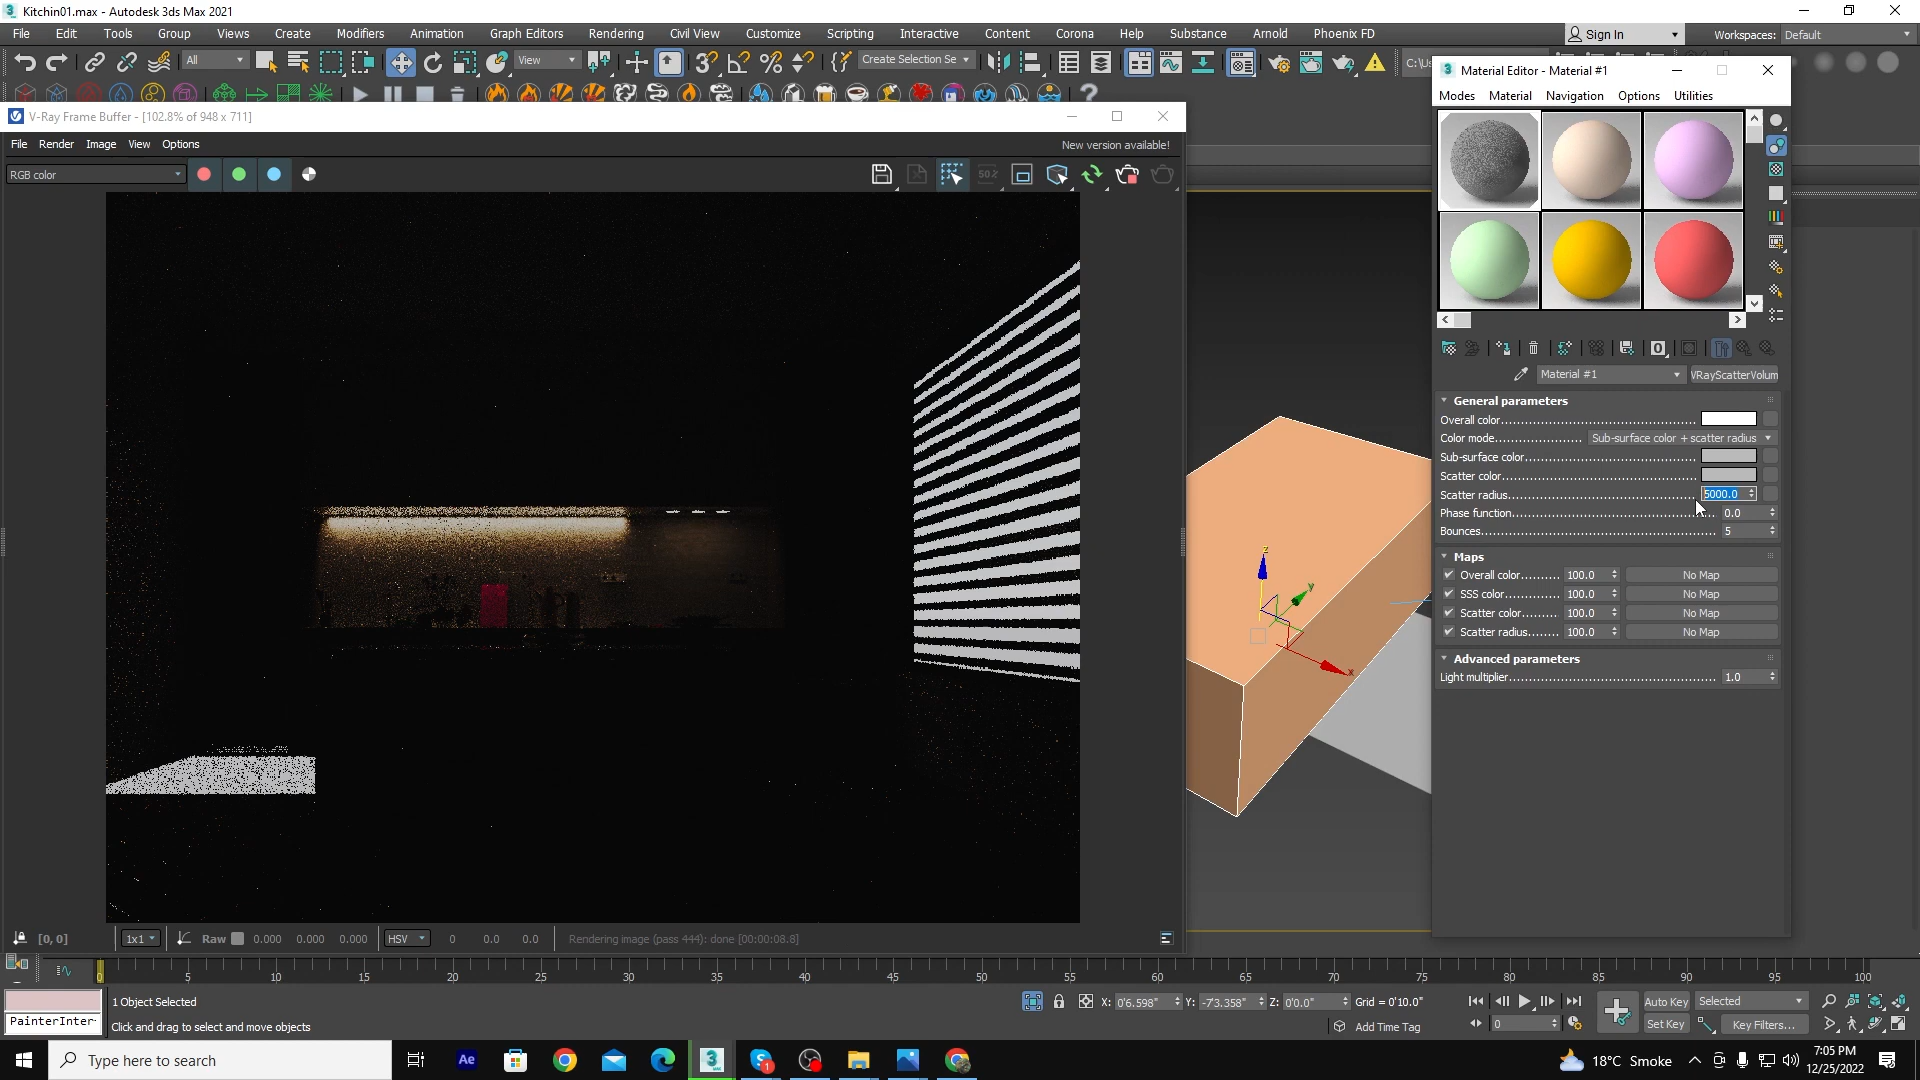 Kitchin01.max - Autodesk 3ds Max 2021
File Edit Tools Group Views Create Modifiers Animation Graph Editors Rendering Civil View Customize Scripting Interactive Content Corona Help Substance Arnold Phoenix FD
Sign In
Workspaces: Default
All
View
Create Selection Se
Material Editor - Material #1
Modes Material Navigation Options Utilities
V-Ray Frame Buffer - [102.8% of 948 x 711]
File Render Image View Options
New version available!
RGB color
Material #1
VRayScatterVolum
General parameters
Overall color
Color mode
Sub-surface color + scatter radius
Sub-surface color
Scatter color
Scatter radius
5000.0
Phase function
0.0
Bounces
5
Maps
Overall color 100.0 No Map
SSS color 100.0 No Map
Scatter color 100.0 No Map
Scatter radius 100.0 No Map
Advanced parameters
Light multiplier
1.0
z
y
x
[0, 0]
1x1
Raw
0.000 0.000 0.000
HSV
0 0.0 0.0
Rendering image (pass 444): done [00:00:08.8]
0 5 10 15 20 25 30 35 40 45 50 55 60 65 70 75 80 85 90 95 100
1 Object Selected
X: 0'6.598" Y: -7'3.358" Z: 0'0.0" Grid = 0'10.0"
Auto Key Selected
PainterInter
Click and drag to select and move objects
Add Time Tag
0
Set Key Key Filters...
Type here to search
Ae
18°C Smoke
7:05 PM
12/25/2022